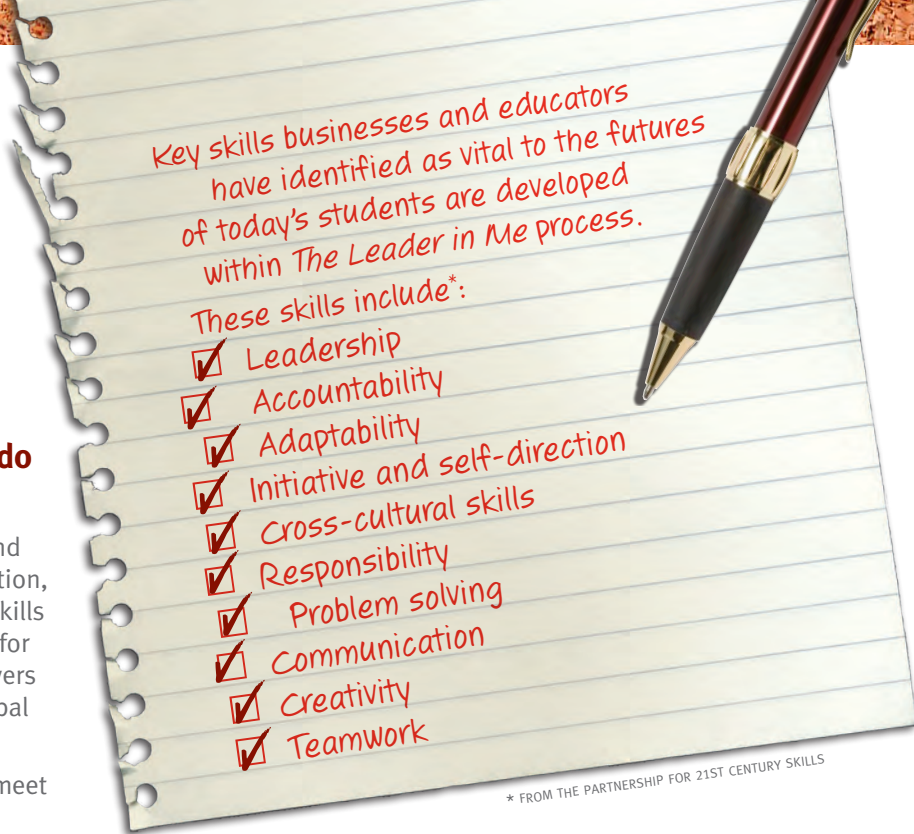 Key skills businesses and educators
have identified as vital to the futures
of today's students are developed
within The Leader in Me process.
These skills include*:
Leadership
Accountability
Adaptability
Initiative and self-direction
Cross-cultural skills
Responsibility
Problem solving
Communication
Creativity
Teamwork
* FROM THE PARTNERSHIP FOR 21ST CENTURY SKILLS
do
nd
tion,
kills
for
ers
bal
meet